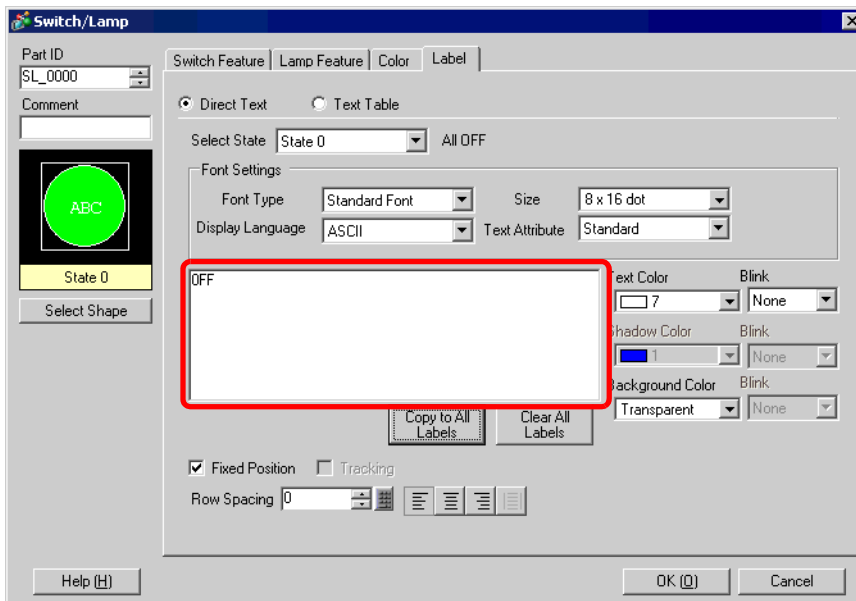 Switch/Lamp
Part ID
SL_0000
Comment
ABC
State 0
Select Shape
Switch Feature Lamp Feature Color Label
Direct Text Text Table
Select State State 0 All OFF
Font Settings
Font Type Standard Font Size 8 x 16 dot
Display Language ASCII Text Attribute Standard
OFF
Text Color Blink
7 None
Shadow Color Blink
1 None
Background Color Blink
Transparent None
Copy to All Labels
Clear All Labels
Fixed Position Tracking
Row Spacing 0
Help (H) OK (O) Cancel